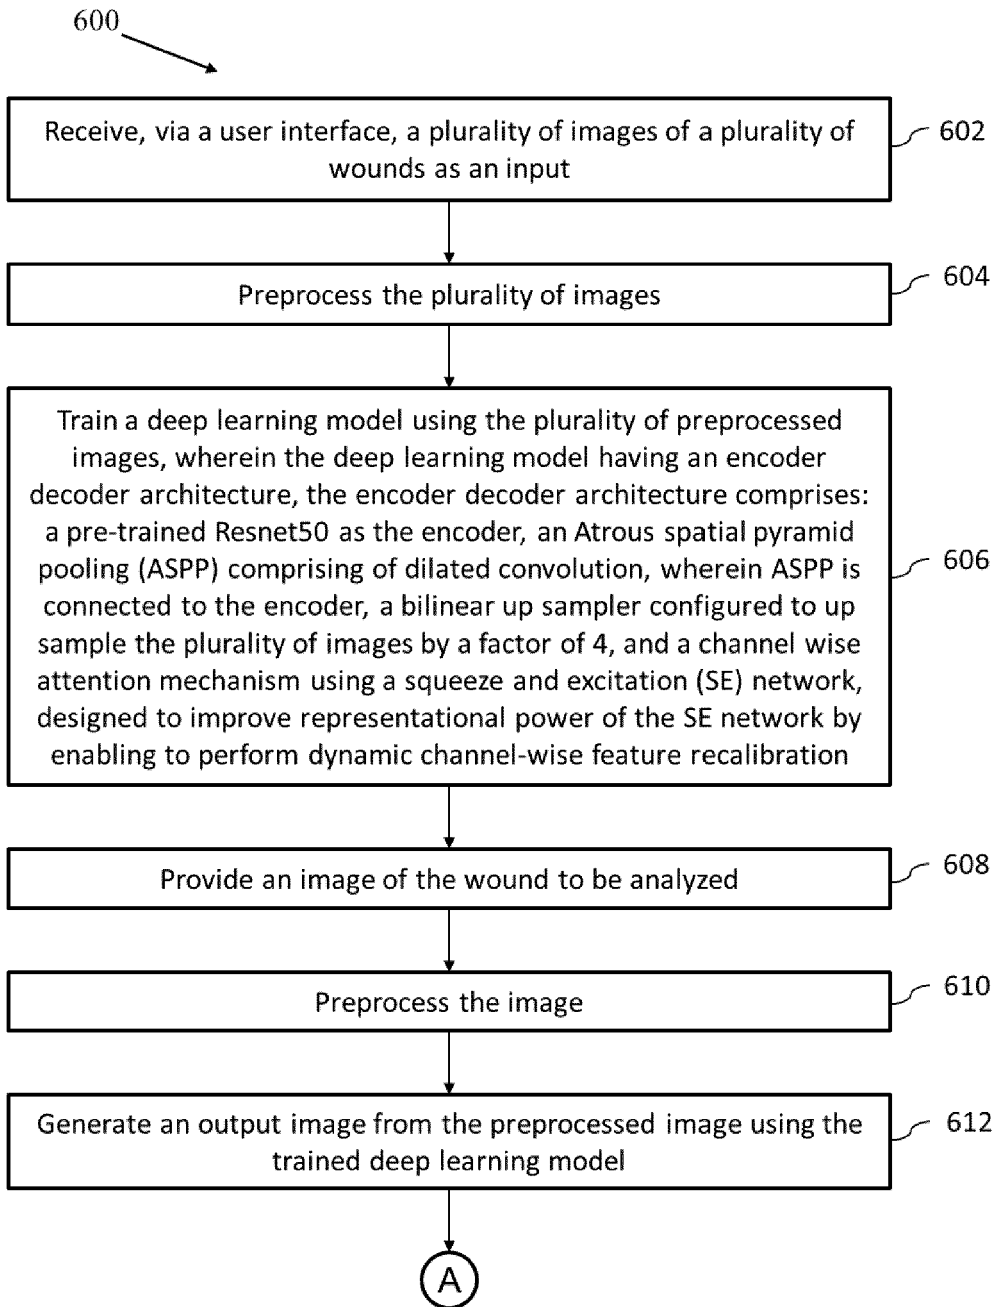 600
Receive, via a user interface, a plurality of images of a plurality of
wounds as an input
602
Preprocess the plurality of images
604
Train a deep learning model using the plurality of preprocessed
images, wherein the deep learning model having an encoder
decoder architecture, the encoder decoder architecture comprises:
a pre-trained Resnet50 as the encoder, an Atrous spatial pyramid
pooling (ASPP) comprising of dilated convolution, wherein ASPP is
connected to the encoder, a bilinear up sampler configured to up
sample the plurality of images by a factor of 4, and a channel wise
attention mechanism using a squeeze and excitation (SE) network,
designed to improve representational power of the SE network by
enabling to perform dynamic channel-wise feature recalibration
606
Provide an image of the wound to be analyzed
608
Preprocess the image
610
Generate an output image from the preprocessed image using the
trained deep learning model
612
A